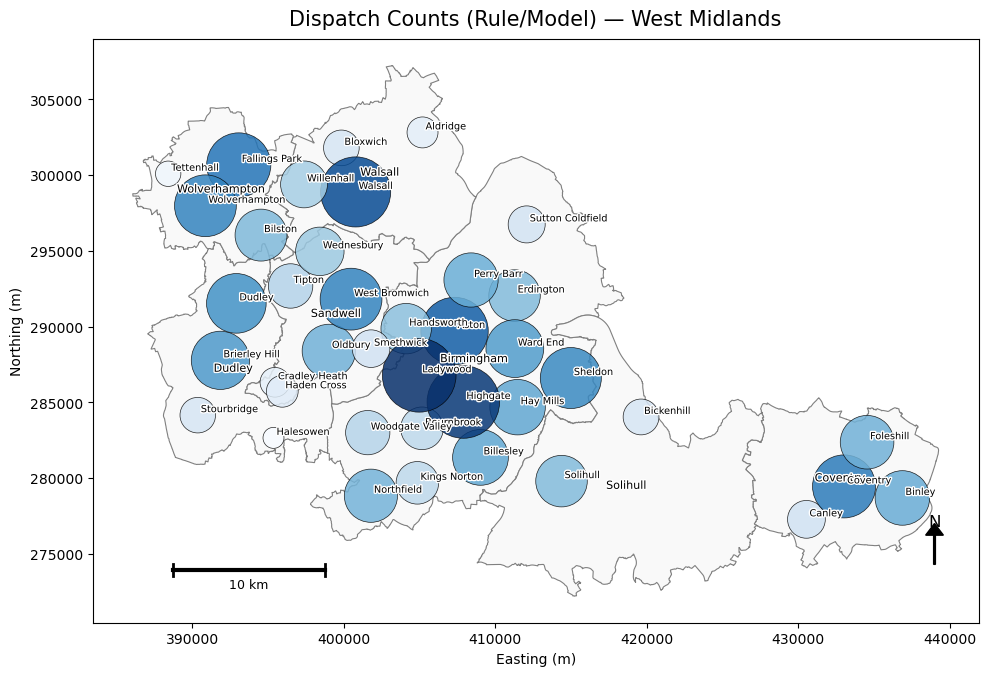 Dispatch Counts (Rule/Model) — West Midlands
305000
300000
295000
290000
285000
280000
275000
Northing (m)
Aldridge
Bloxwich
Fallings Park
Tettenhall
Willenhall
Walsall
Walsall
Wolverhampton
Wolverhampton
Sutton Coldfield
Bilston
Wednesbury
Perry Barr
Tipton
Erdington
West Bromwich
Dudley
Sandwell
Handsworth
Oldbury
Smethwick
Ward End
Brierley Hill
Birmingham
Dudley
Ladywood
Sheldon
Cradley Heath
Haden Cross
Highgate
Hay Mills
Stourbridge
Bickenhill
Woodgate Valley
Halesowen
Foleshill
Billesley
Kings Norton
Solihull
Solihull
Coventry
Coventry
Northfield
Binley
Canley
N
10 km
390000
400000
410000
420000
430000
440000
Easting (m)